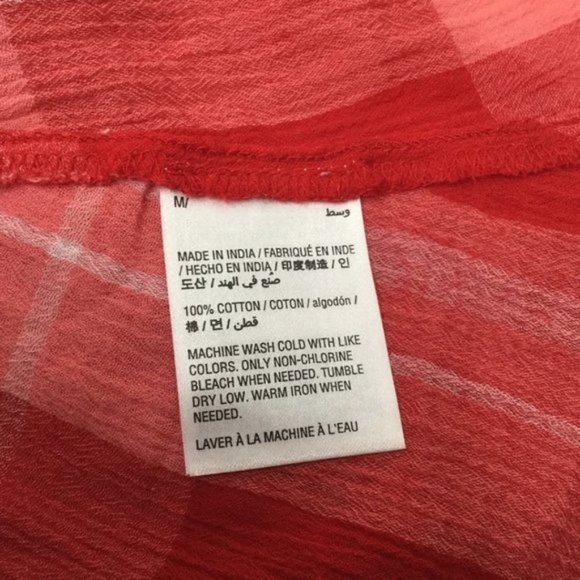 M/
وسط
MADE IN INDIA / FABRIQUÉ EN INDE
/ HECHO EN INDIA / 印度制造 / 인
도산 / صنع في الهند /
100% COTTON / COTON / algodón /
棉 / 면 / قطن /
MACHINE WASH COLD WITH LIKE
COLORS. ONLY NON-CHLORINE
BLEACH WHEN NEEDED. TUMBLE
DRY LOW. WARM IRON WHEN
NEEDED.
LAVER À LA MACHINE À L'EAU